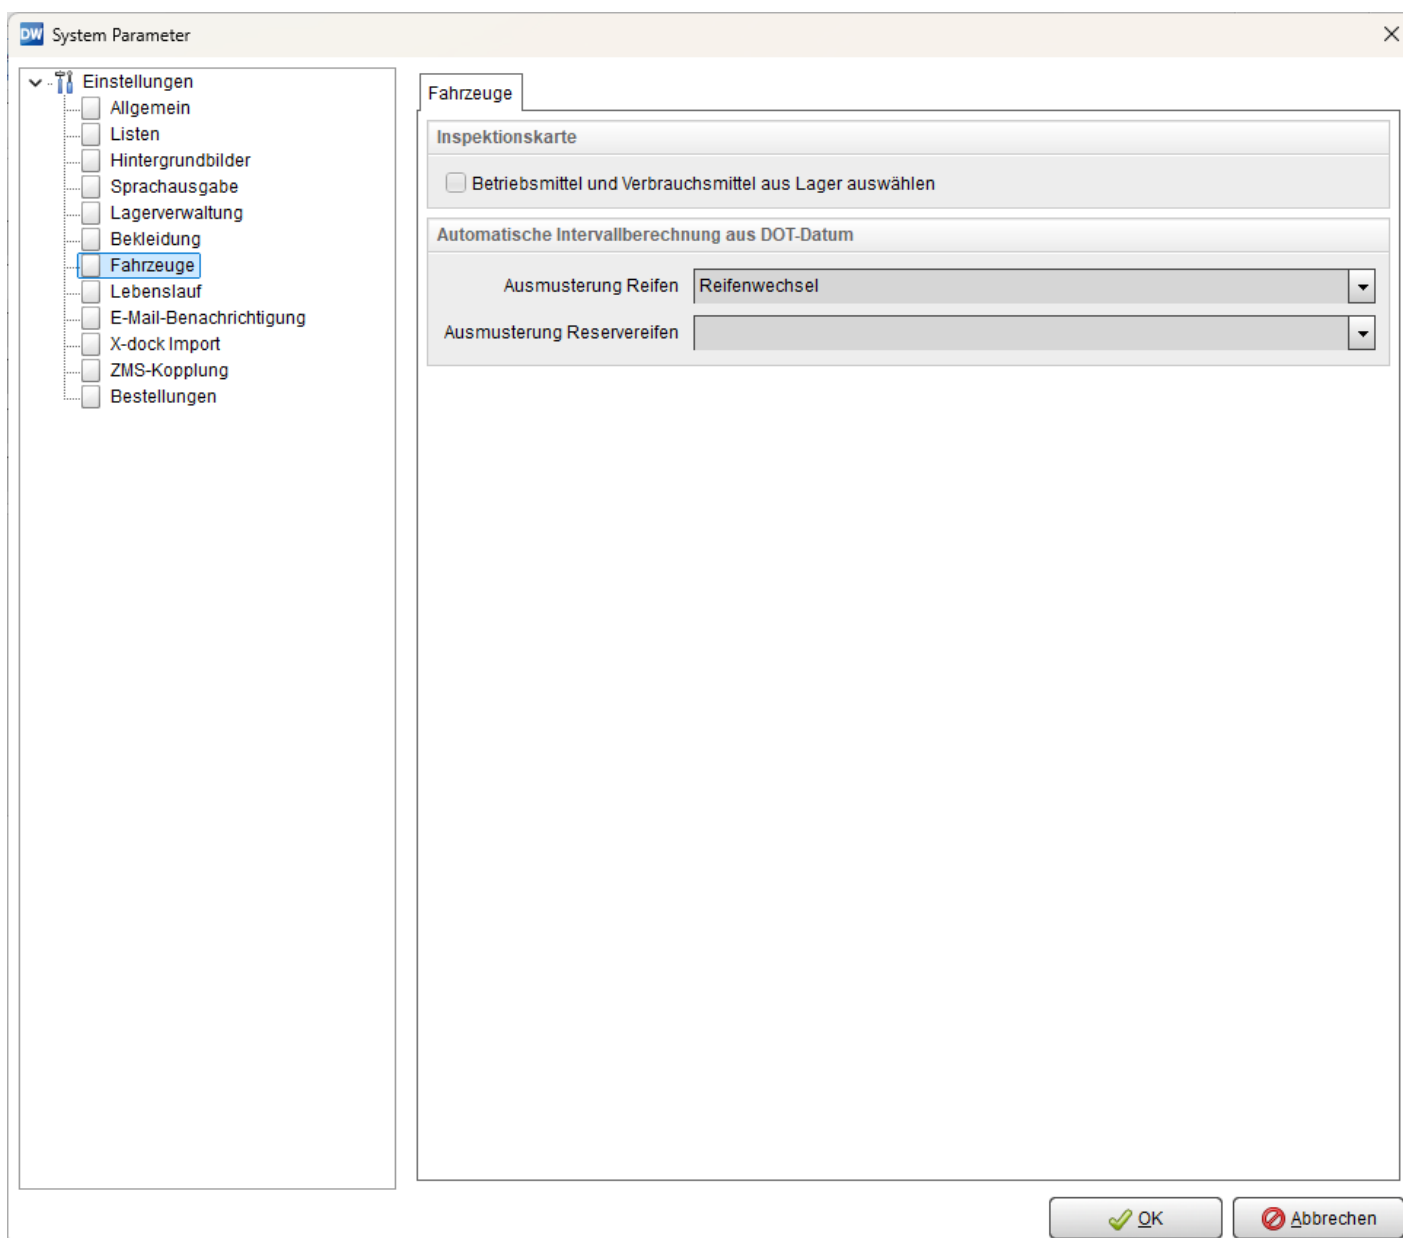 DW System Parameter
Einstellungen
Allgemein
Listen
Hintergrundbilder
Sprachausgabe
Lagerverwaltung
Bekleidung
Fahrzeuge
Lebenslauf
E-Mail-Benachrichtigung
X-dock Import
ZMS-Kopplung
Bestellungen
Fahrzeuge
Inspektionskarte
Betriebsmittel und Verbrauchsmittel aus Lager auswählen
Automatische Intervallberechnung aus DOT-Datum
Ausmusterung Reifen Reifenwechsel
Ausmusterung Reservereifen
OK Abbrechen